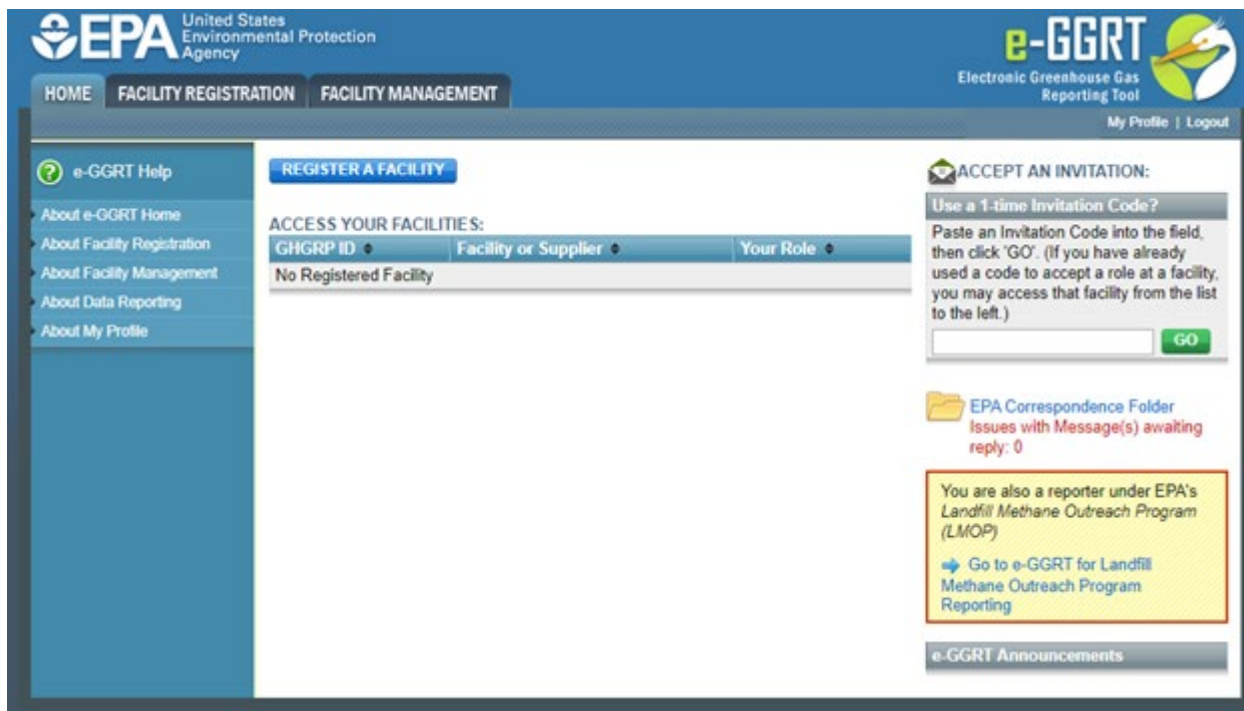 EPA
United States
Environmental Protection
Agency
e-GGRT
Electronic Greenhouse Gas
Reporting Tool
HOME FACILITY REGISTRATION FACILITY MANAGEMENT
My Profile | Logout
? e-GGRT Help
About e-GGRT Home
About Facility Registration
About Facility Management
About Data Reporting
About My Profile
REGISTER A FACILITY
ACCESS YOUR FACILITIES:
GHGRP ID Facility or Supplier Your Role
No Registered Facility
ACCEPT AN INVITATION:
Use a 1-time Invitation Code?
Paste an Invitation Code into the field,
then click 'GO'. (If you have already
used a code to accept a role at a facility,
you may access that facility from the list
to the left.)
GO
EPA Correspondence Folder
Issues with Message(s) awaiting
reply: 0
You are also a reporter under EPA's
Landfill Methane Outreach Program
(LMOP)
Go to e-GGRT for Landfill
Methane Outreach Program
Reporting
e-GGRT Announcements